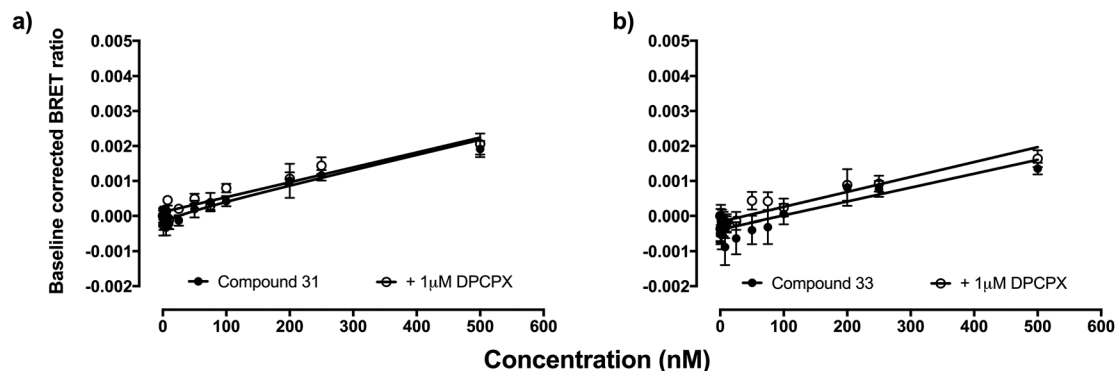 a)
Baseline corrected BRET ratio
0.005
0.004
0.003
0.002
0.001
0.000
-0.001
-0.002
Compound 31
+ 1μM DPCPX
0 100 200 300 400 500 600
b)
0.005
0.004
0.003
0.002
0.001
0.000
-0.001
-0.002
Compound 33
+ 1μM DPCPX
0 100 200 300 400 500 600
Concentration (nM)